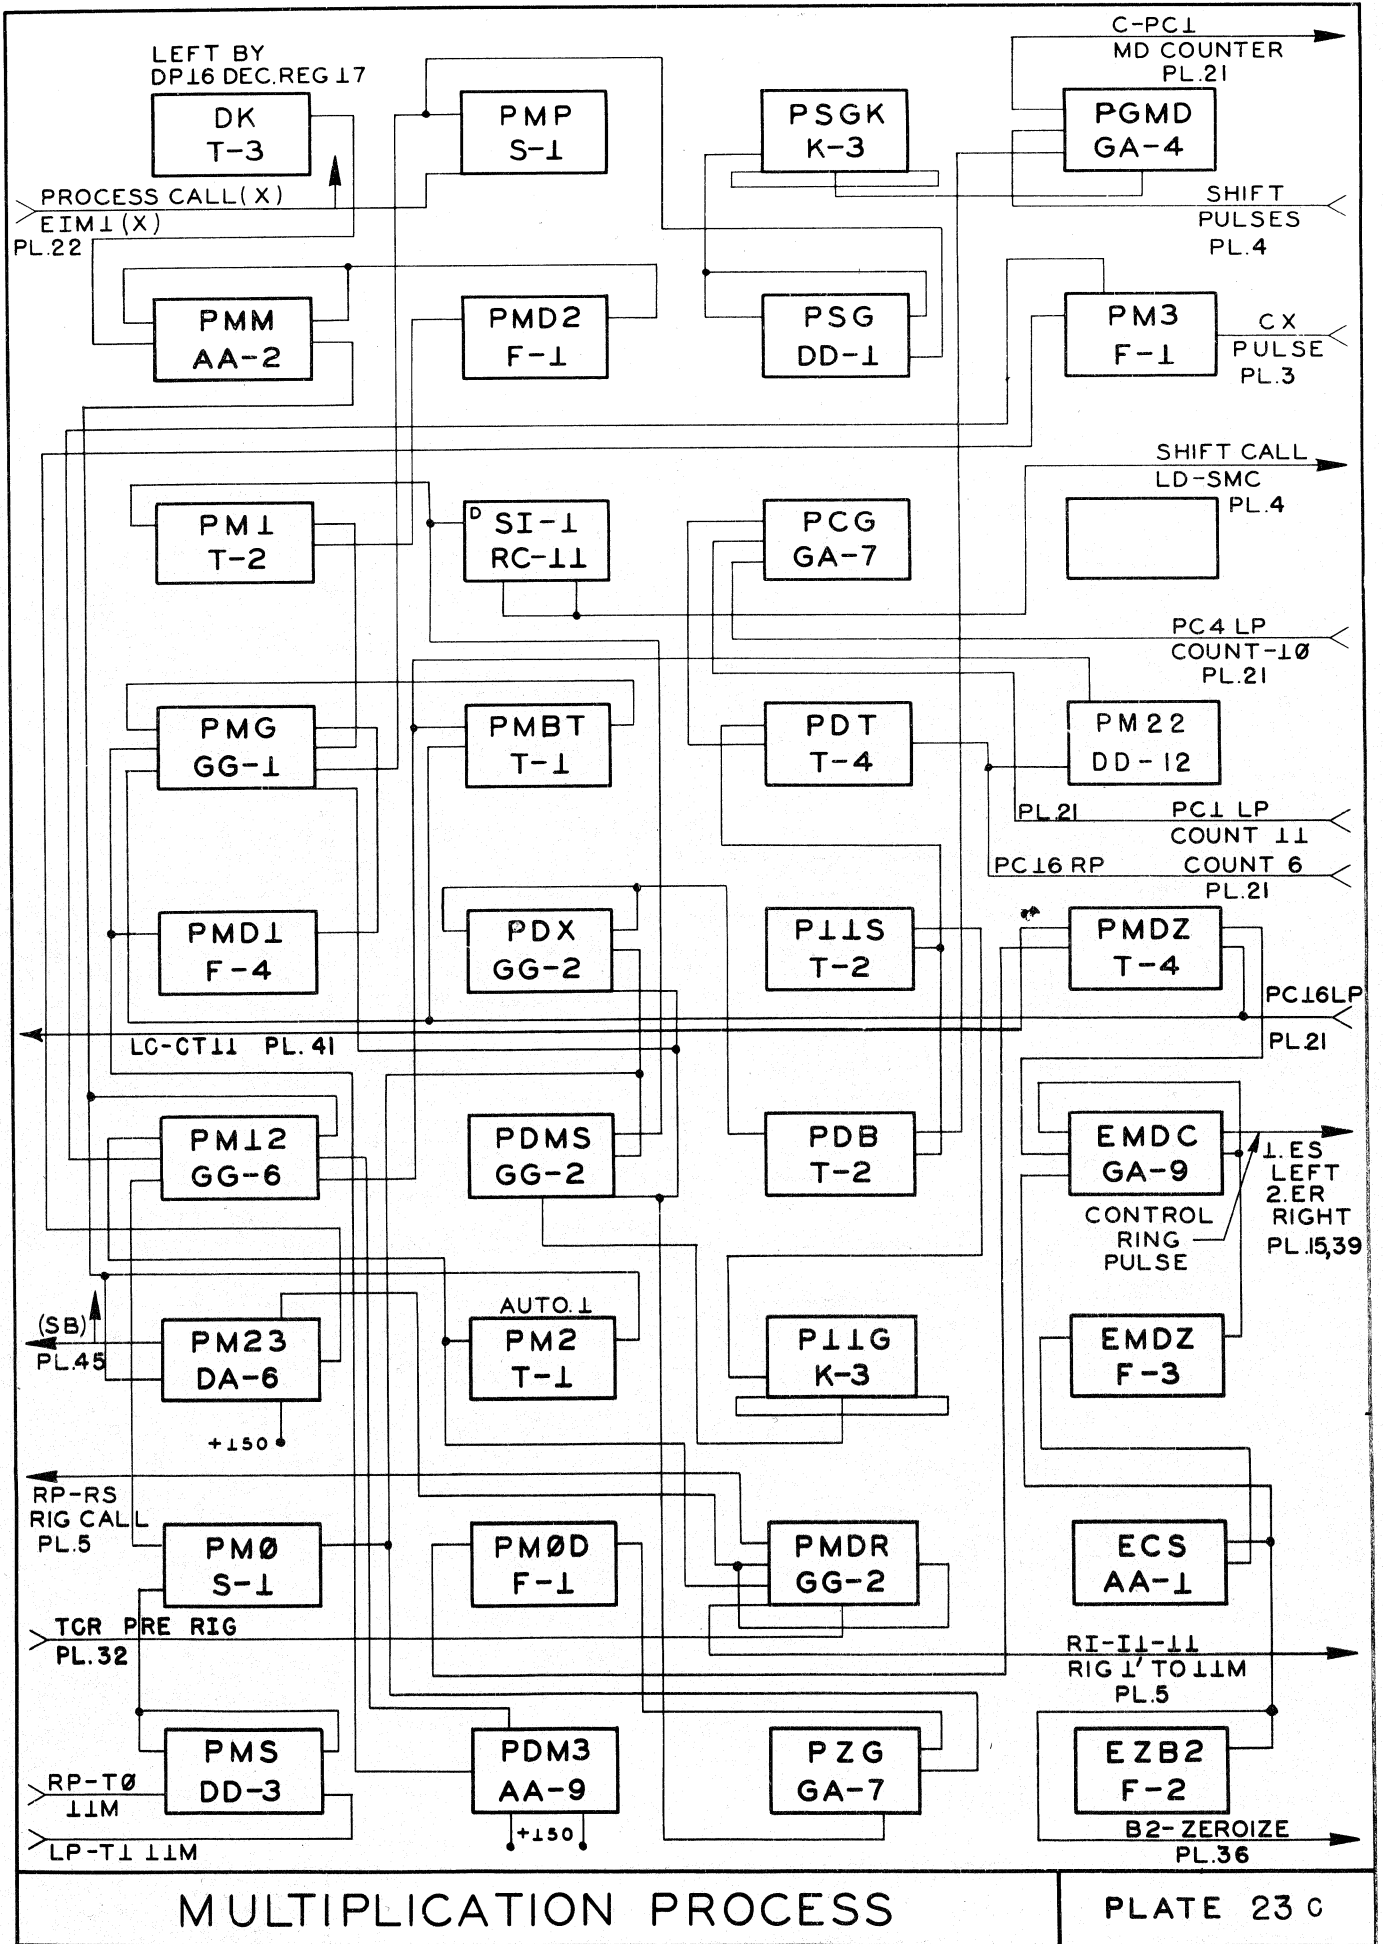 LEFT BY
DP16 DEC.REG 17
DK
T-3
PMP
S-1
PSGK
K-3
PGMD
GA-4
C-PC1
MD COUNTER
PL.21
PROCESS CALL(X)
EIM1(X)
PL.22
SHIFT
PULSES
PL.4
PMM
AA-2
PMD2
F-1
PSG
DD-1
PM3
F-1
CX
PULSE
PL.3
SHIFT CALL
LD-SMC
PL.4
PM1
T-2
D SI-1
RC-11
PCG
GA-7
PC4 LP
COUNT-10
PL.21
PMG
GG-1
PMBT
T-1
PDT
T-4
PM22
DD-12
PL.21 PC1 LP
COUNT 11
PC16 RP COUNT 6
PL.21
PMD1
F-4
PDX
GG-2
P11S
T-2
PMDZ
T-4
PC16LP
PL.21
LC-CT11 PL.41
PM12
GG-6
PDMS
GG-2
PDB
T-2
EMDC
GA-9
1.ES
LEFT
2.ER
RIGHT
PL.15,39
CONTROL
RING
PULSE
(SB)
PL.45
PM23
DA-6
+150
AUTO.1
PM2
T-1
P11G
K-3
EMDZ
F-3
RP-RS
RIG CALL
PL.5
PMØ
S-1
PMØD
F-1
PMDR
GG-2
ECS
AA-1
TCR PRE RIG
PL.32
RI-I1-11
RIG 1' TO 11M
PL.5
PMS
DD-3
PDM3
AA-9
+150
PZG
GA-7
EZB2
F-2
RP-TØ
11M
LP-T1 11M
B2-ZEROIZE
PL.36
MULTIPLICATION PROCESS
PLATE 23 C